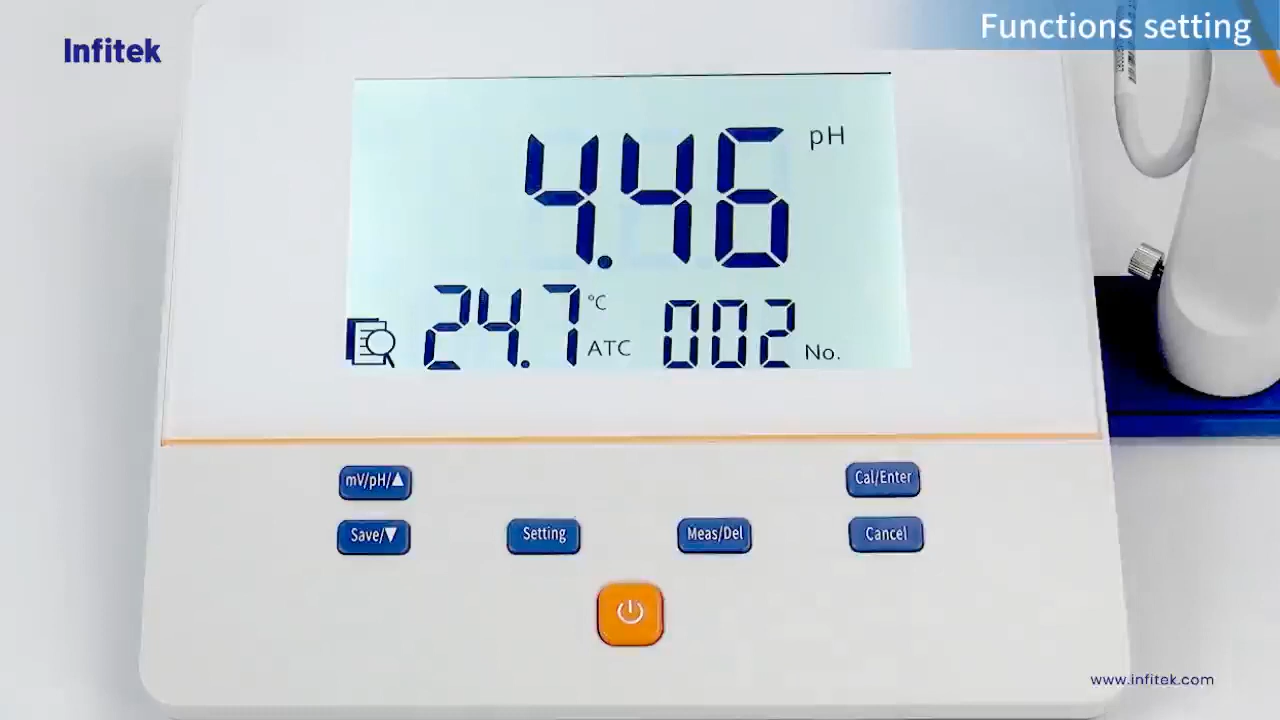 Functions setting
Infitek
4.46 pH
24.7 °C ATC 002 No.
mV/pH/▲ Cal/Enter
Save/▼ Setting Meas/Del Cancel
www.infitek.com